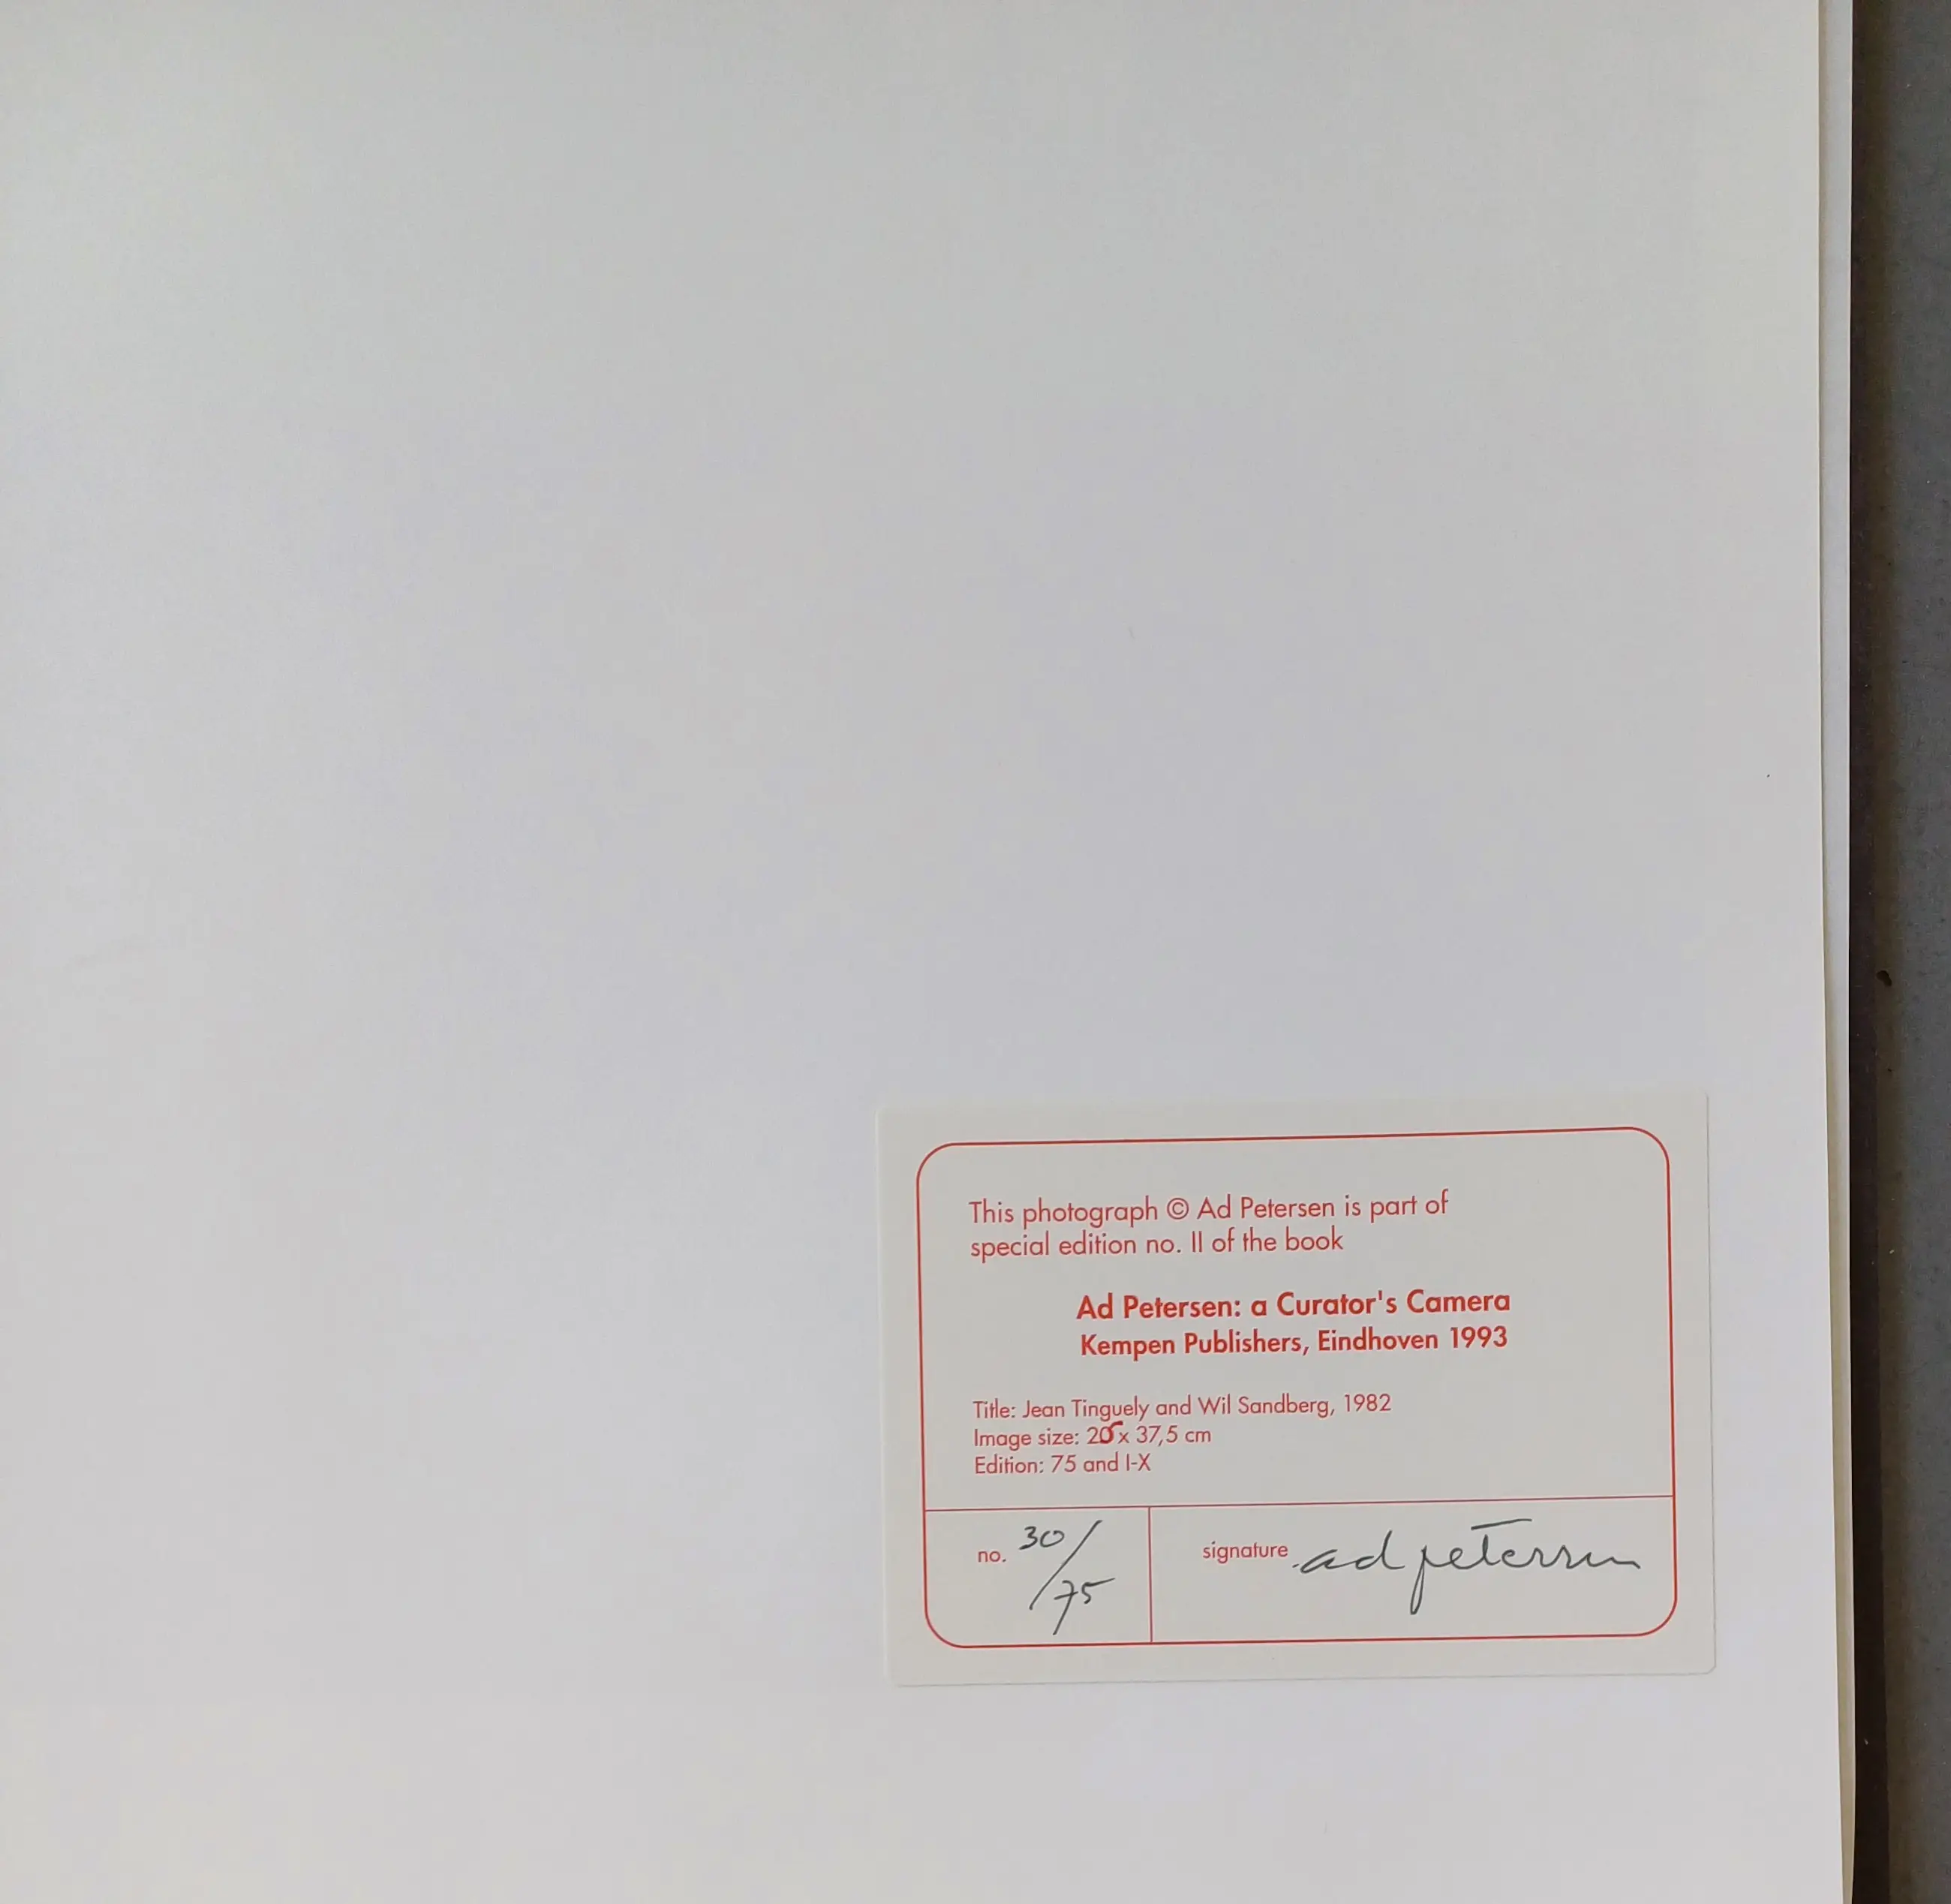 This photograph © Ad Petersen is part of
special edition no. II of the book
Ad Petersen: a Curator's Camera
Kempen Publishers, Eindhoven 1993
Title: Jean Tinguely and Wil Sandberg, 1982
Image size: 25 x 37,5 cm
Edition: 75 and I-X
no. 30/75
signature ad petersen